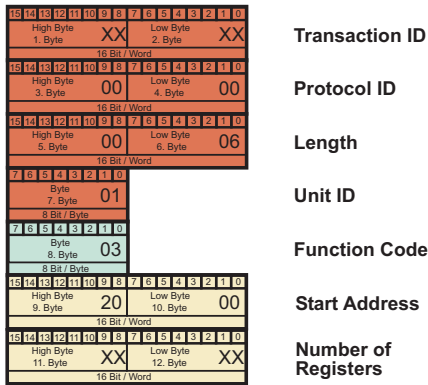 15 14 13 12 11 10 9 8 7 6 5 4 3 2 1 0
High Byte XX Low Byte XX
1. Byte 2. Byte
16 Bit / Word
Transaction ID
15 14 13 12 11 10 9 8 7 6 5 4 3 2 1 0
High Byte 00 Low Byte 00
3. Byte 4. Byte
16 Bit / Word
Protocol ID
15 14 13 12 11 10 9 8 7 6 5 4 3 2 1 0
High Byte 00 Low Byte 06
5. Byte 6. Byte
16 Bit / Word
Length
7 6 5 4 3 2 1 0
Byte 01
7. Byte
8 Bit / Byte
Unit ID
7 6 5 4 3 2 1 0
Byte 03
8. Byte
8 Bit / Byte
Function Code
15 14 13 12 11 10 9 8 7 6 5 4 3 2 1 0
High Byte 20 Low Byte 00
9. Byte 10. Byte
16 Bit / Word
Start Address
15 14 13 12 11 10 9 8 7 6 5 4 3 2 1 0
High Byte XX Low Byte XX
11. Byte 12. Byte
16 Bit / Word
Number of
Registers